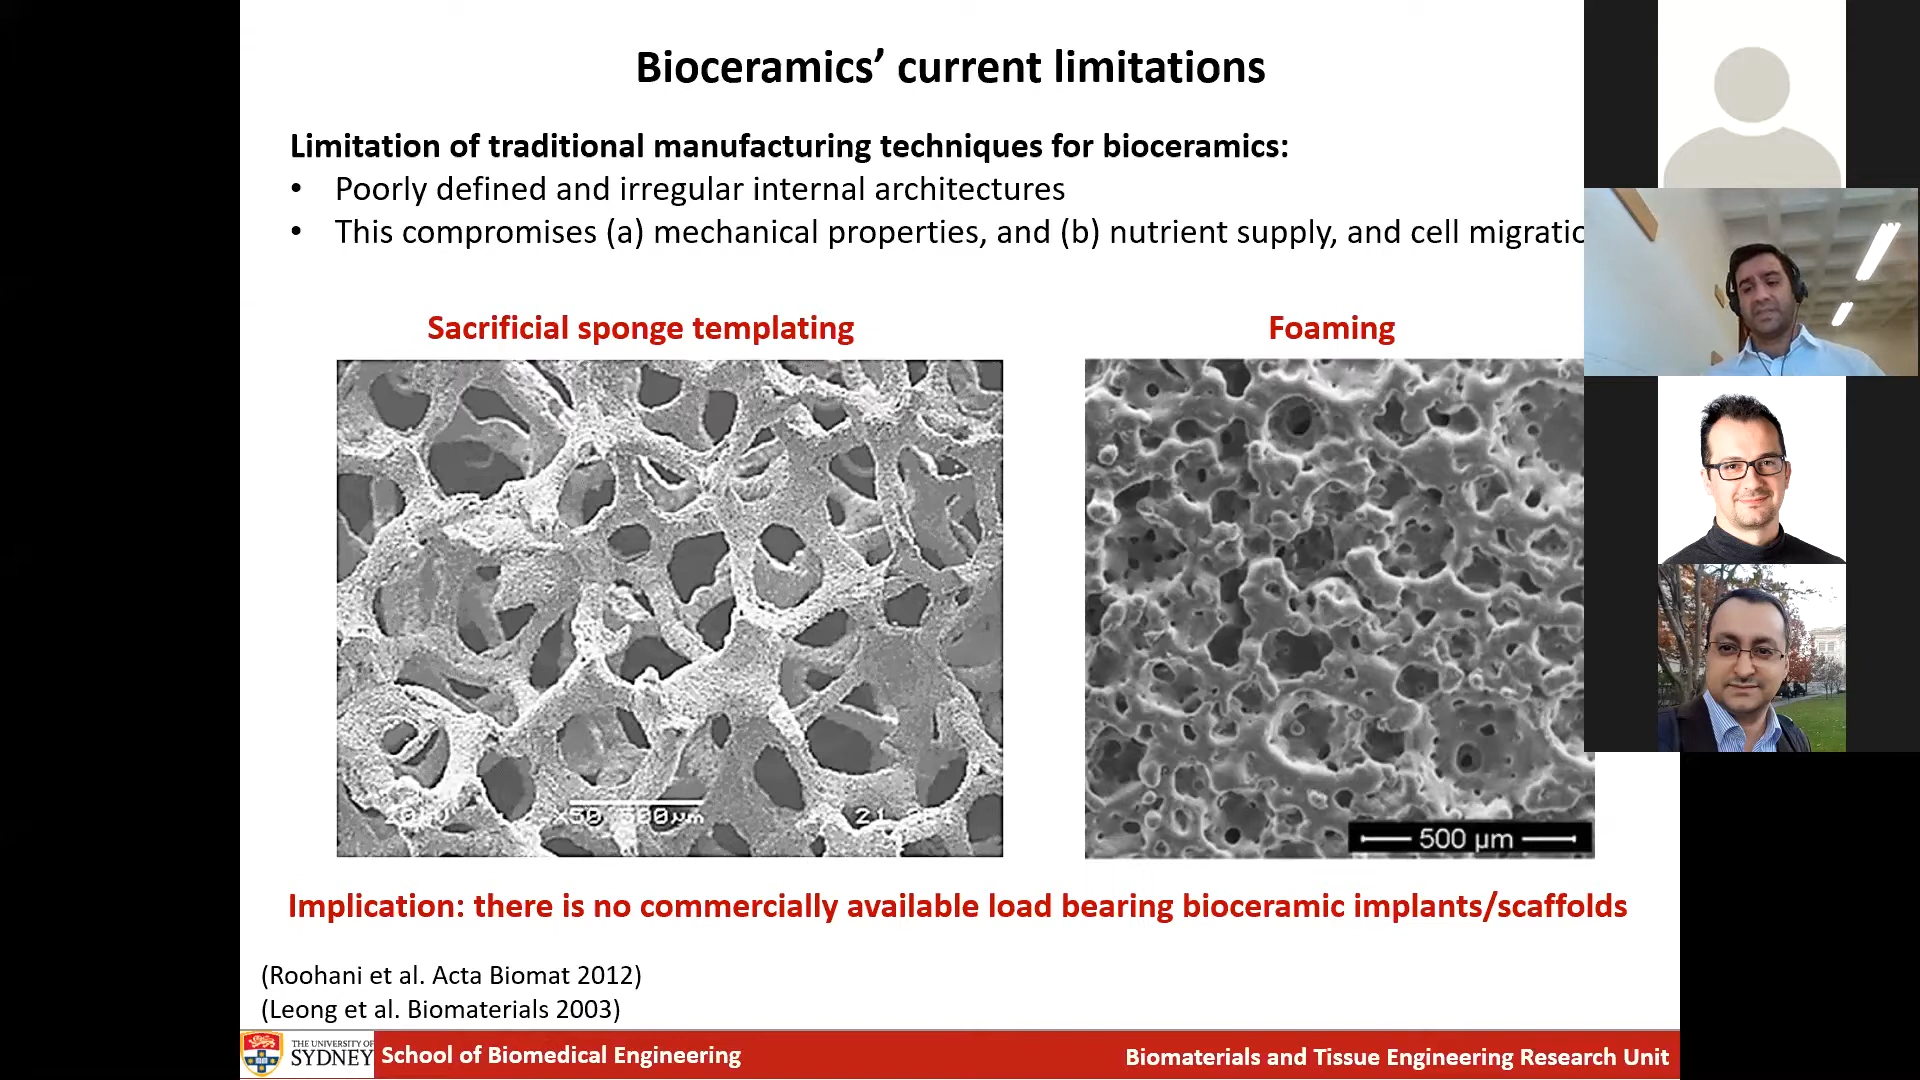 Bioceramics’ current limitations
Limitation of traditional manufacturing techniques for bioceramics:
• Poorly defined and irregular internal architectures
• This compromises (a) mechanical properties, and (b) nutrient supply, and cell migratio
Sacrificial sponge templating
Foaming
X50 500µm
500 µm
Implication: there is no commercially available load bearing bioceramic implants/scaffolds
(Roohani et al. Acta Biomat 2012)
(Leong et al. Biomaterials 2003)
THE UNIVERSITY OF
SYDNEY
School of Biomedical Engineering
Biomaterials and Tissue Engineering Research Unit